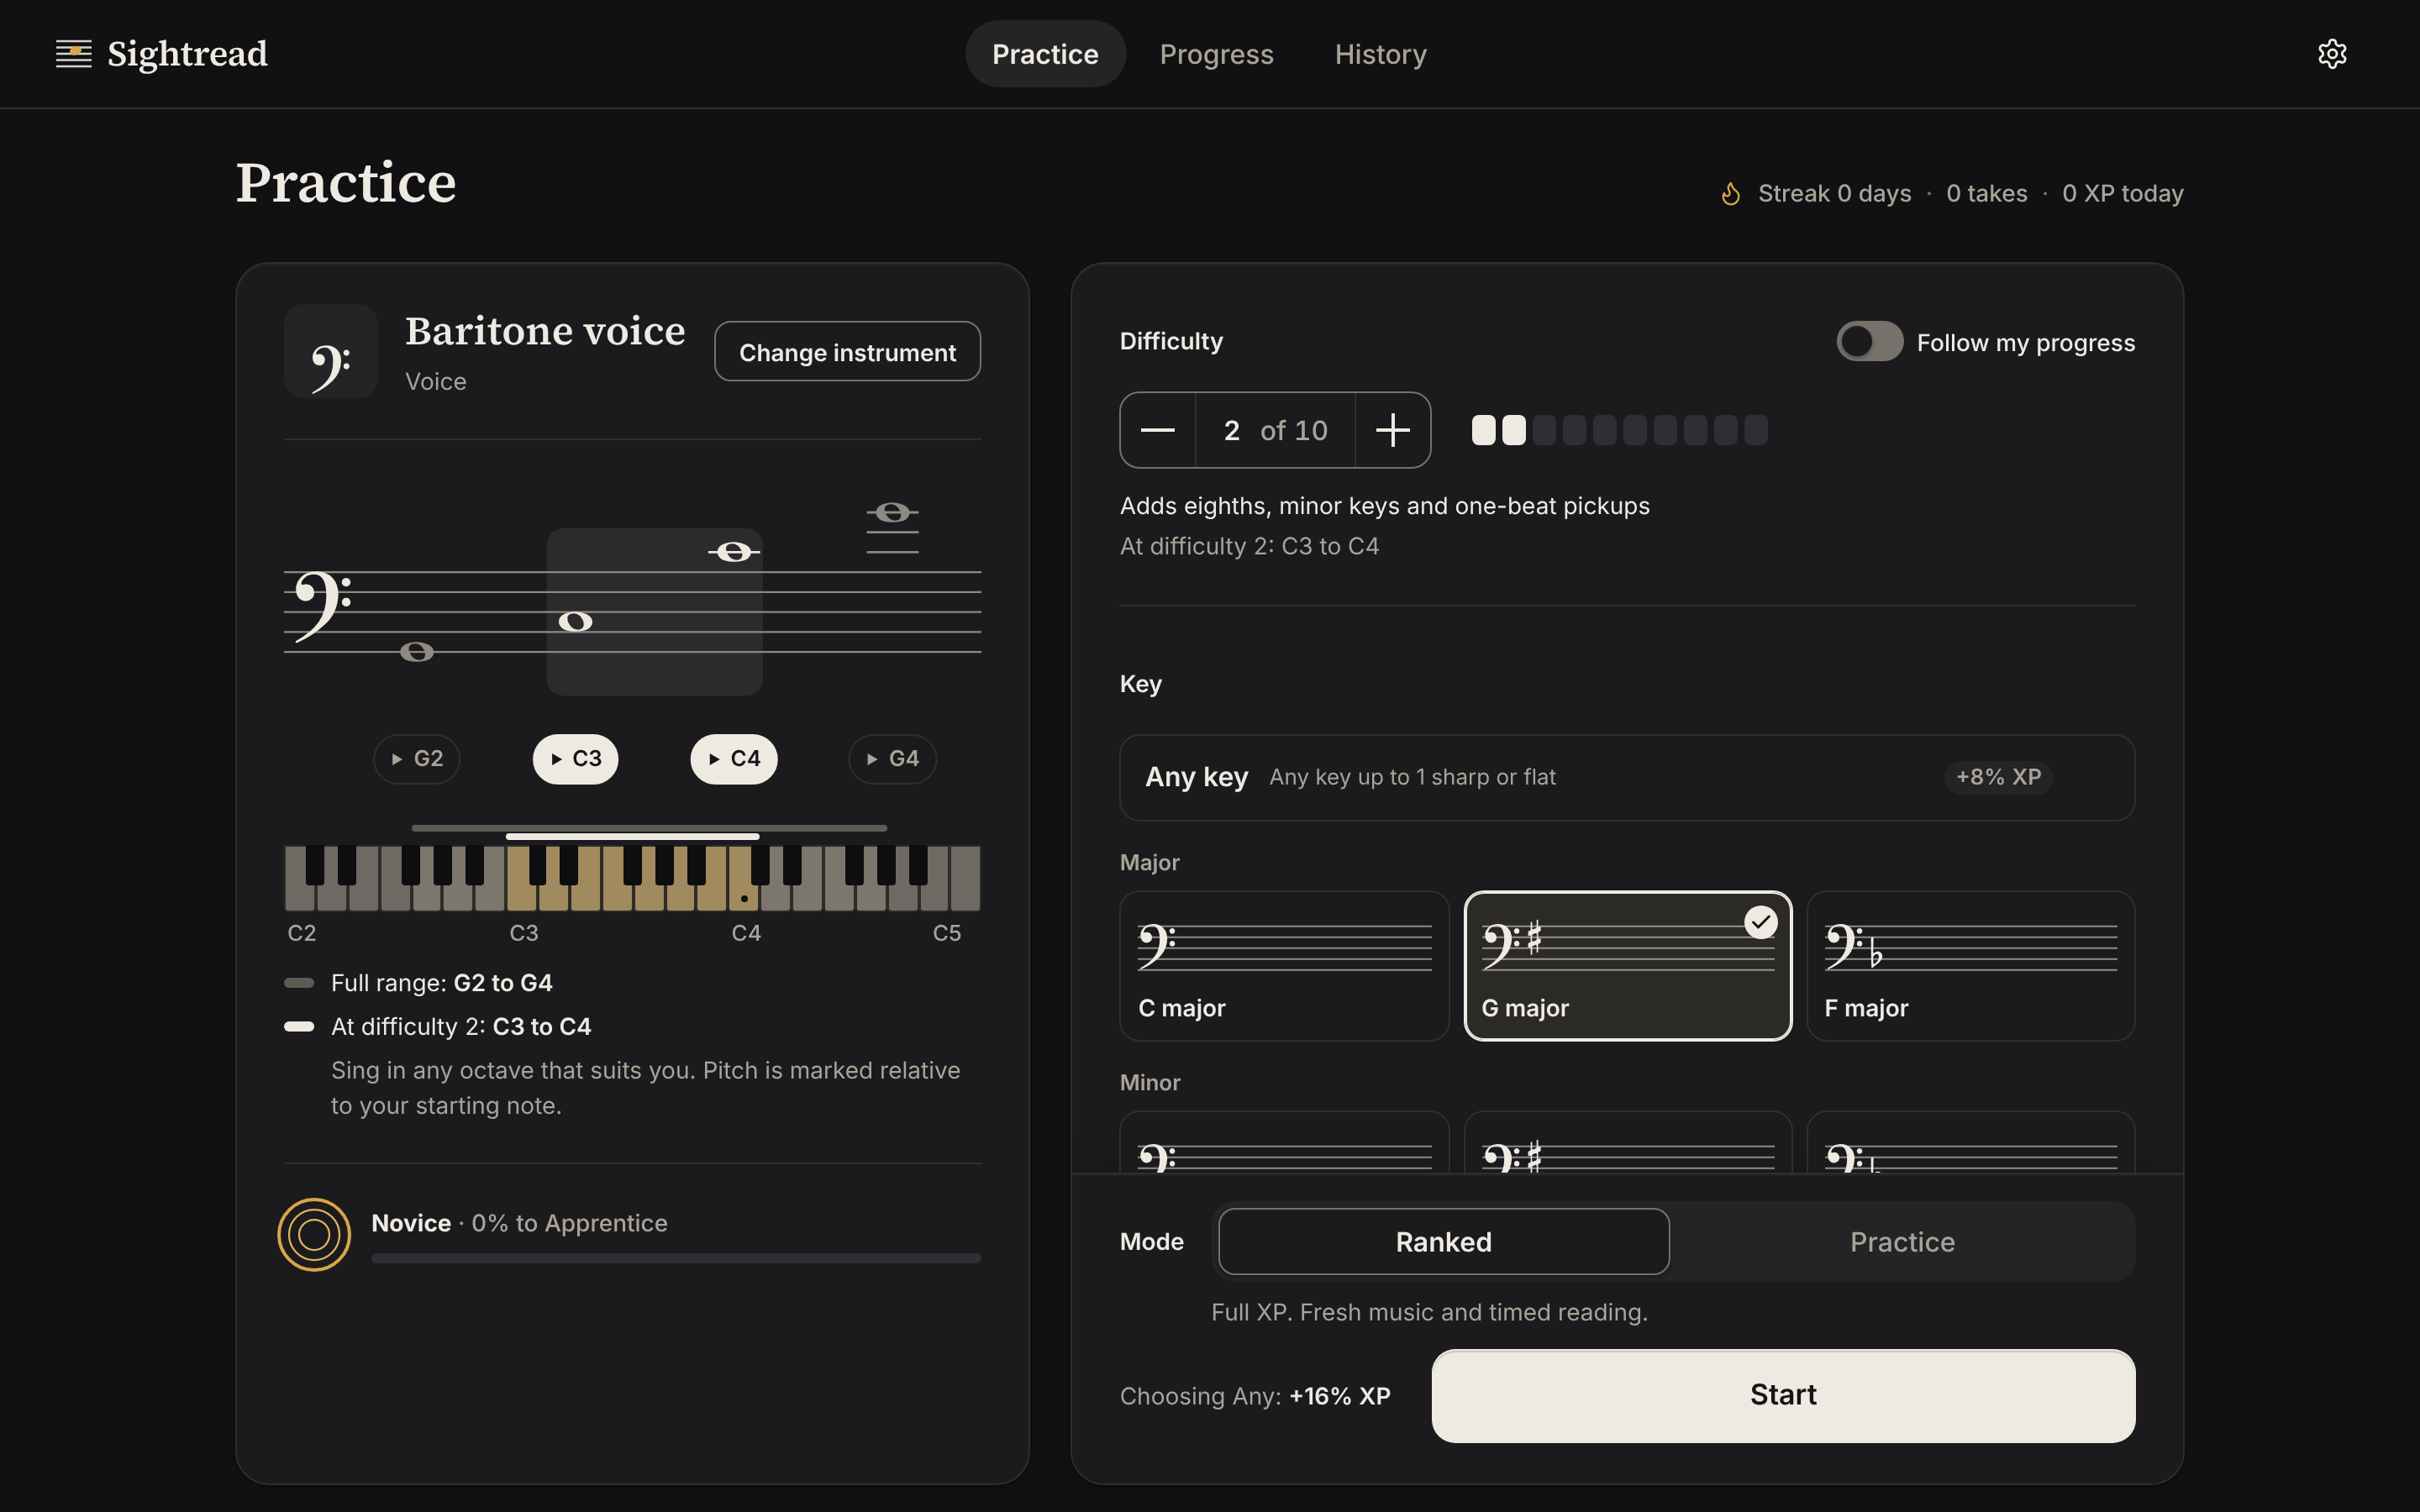 Sightread
Practice
Progress
History
Practice
Streak 0 days · 0 takes · 0 XP today
Baritone voice
Voice
Change instrument
G2
C3
C4
G4
C2
C3
C4
C5
Full range: G2 to G4
At difficulty 2: C3 to C4
Sing in any octave that suits you. Pitch is marked relative
to your starting note.
Novice · 0% to Apprentice
Difficulty
Follow my progress
2 of 10
Adds eighths, minor keys and one-beat pickups
At difficulty 2: C3 to C4
Key
Any key Any key up to 1 sharp or flat +8% XP
Major
C major
G major
F major
Minor
Mode
Ranked
Practice
Full XP. Fresh music and timed reading.
Choosing Any: +16% XP
Start